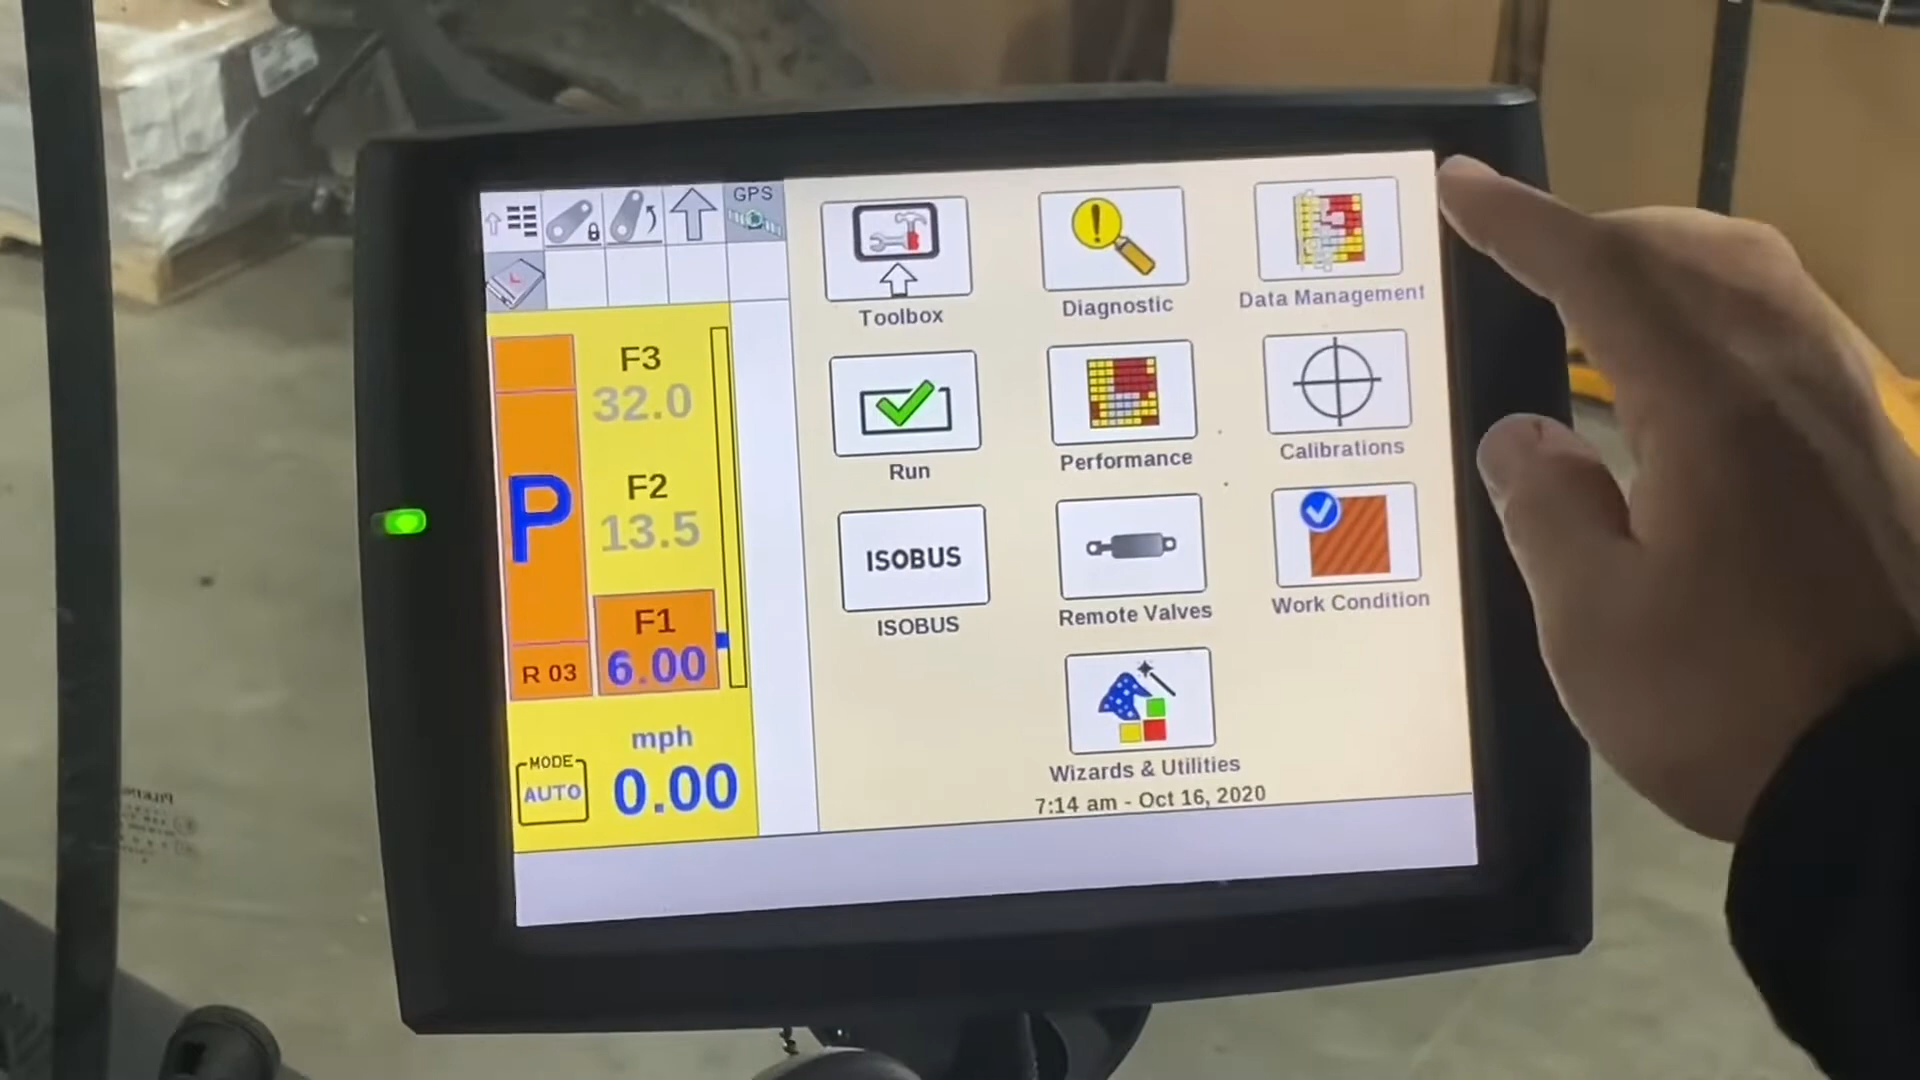 GPS
F3
32.0
F2
13.5
P
F1
6.00
R 03
mph
MODE
AUTO
0.00
Toolbox
Diagnostic
Data Management
Run
Performance
Calibrations
ISOBUS
ISOBUS
Remote Valves
Work Condition
Wizards & Utilities
7:14 am - Oct 16, 2020